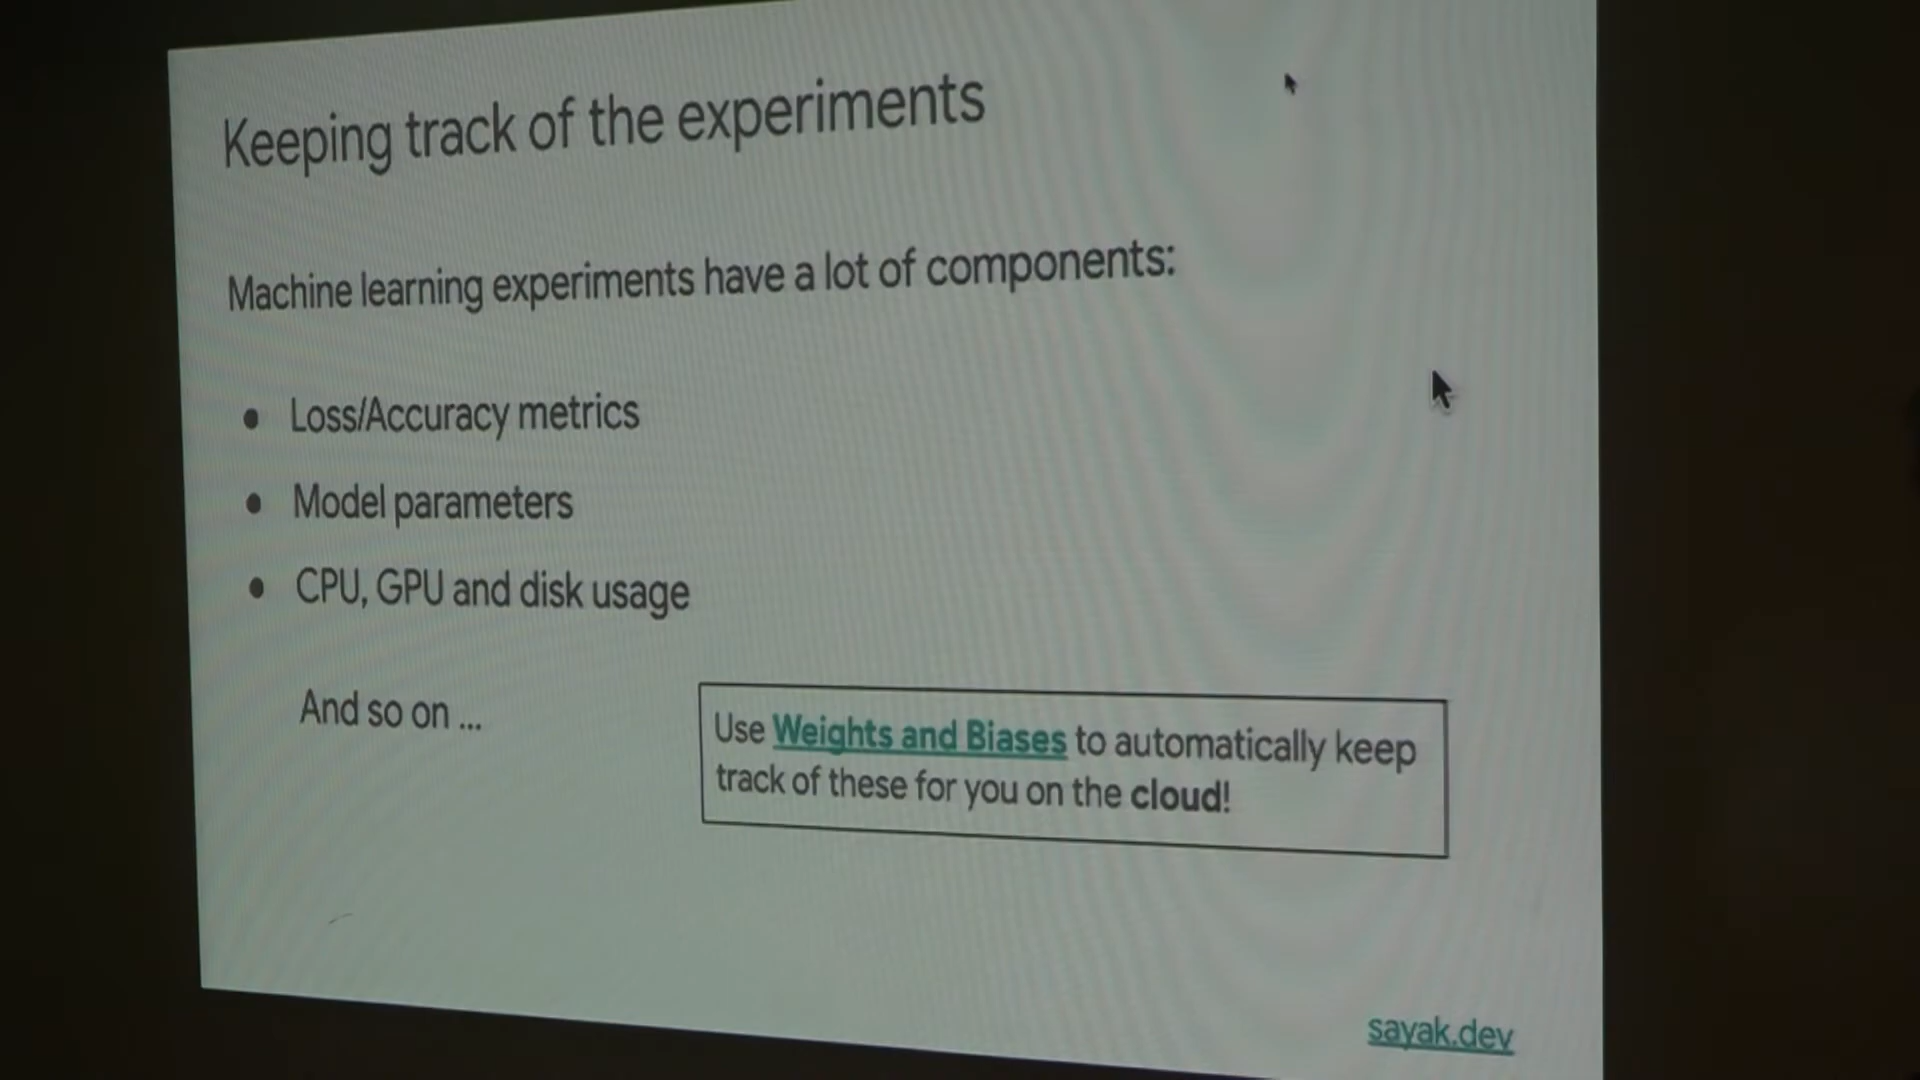 Keeping track of the experiments
Machine learning experiments have a lot of components:
● Loss/Accuracy metrics
● Model parameters
● CPU, GPU and disk usage
And so on ...
Use Weights and Biases to automatically keep
track of these for you on the cloud!
sayak.dev